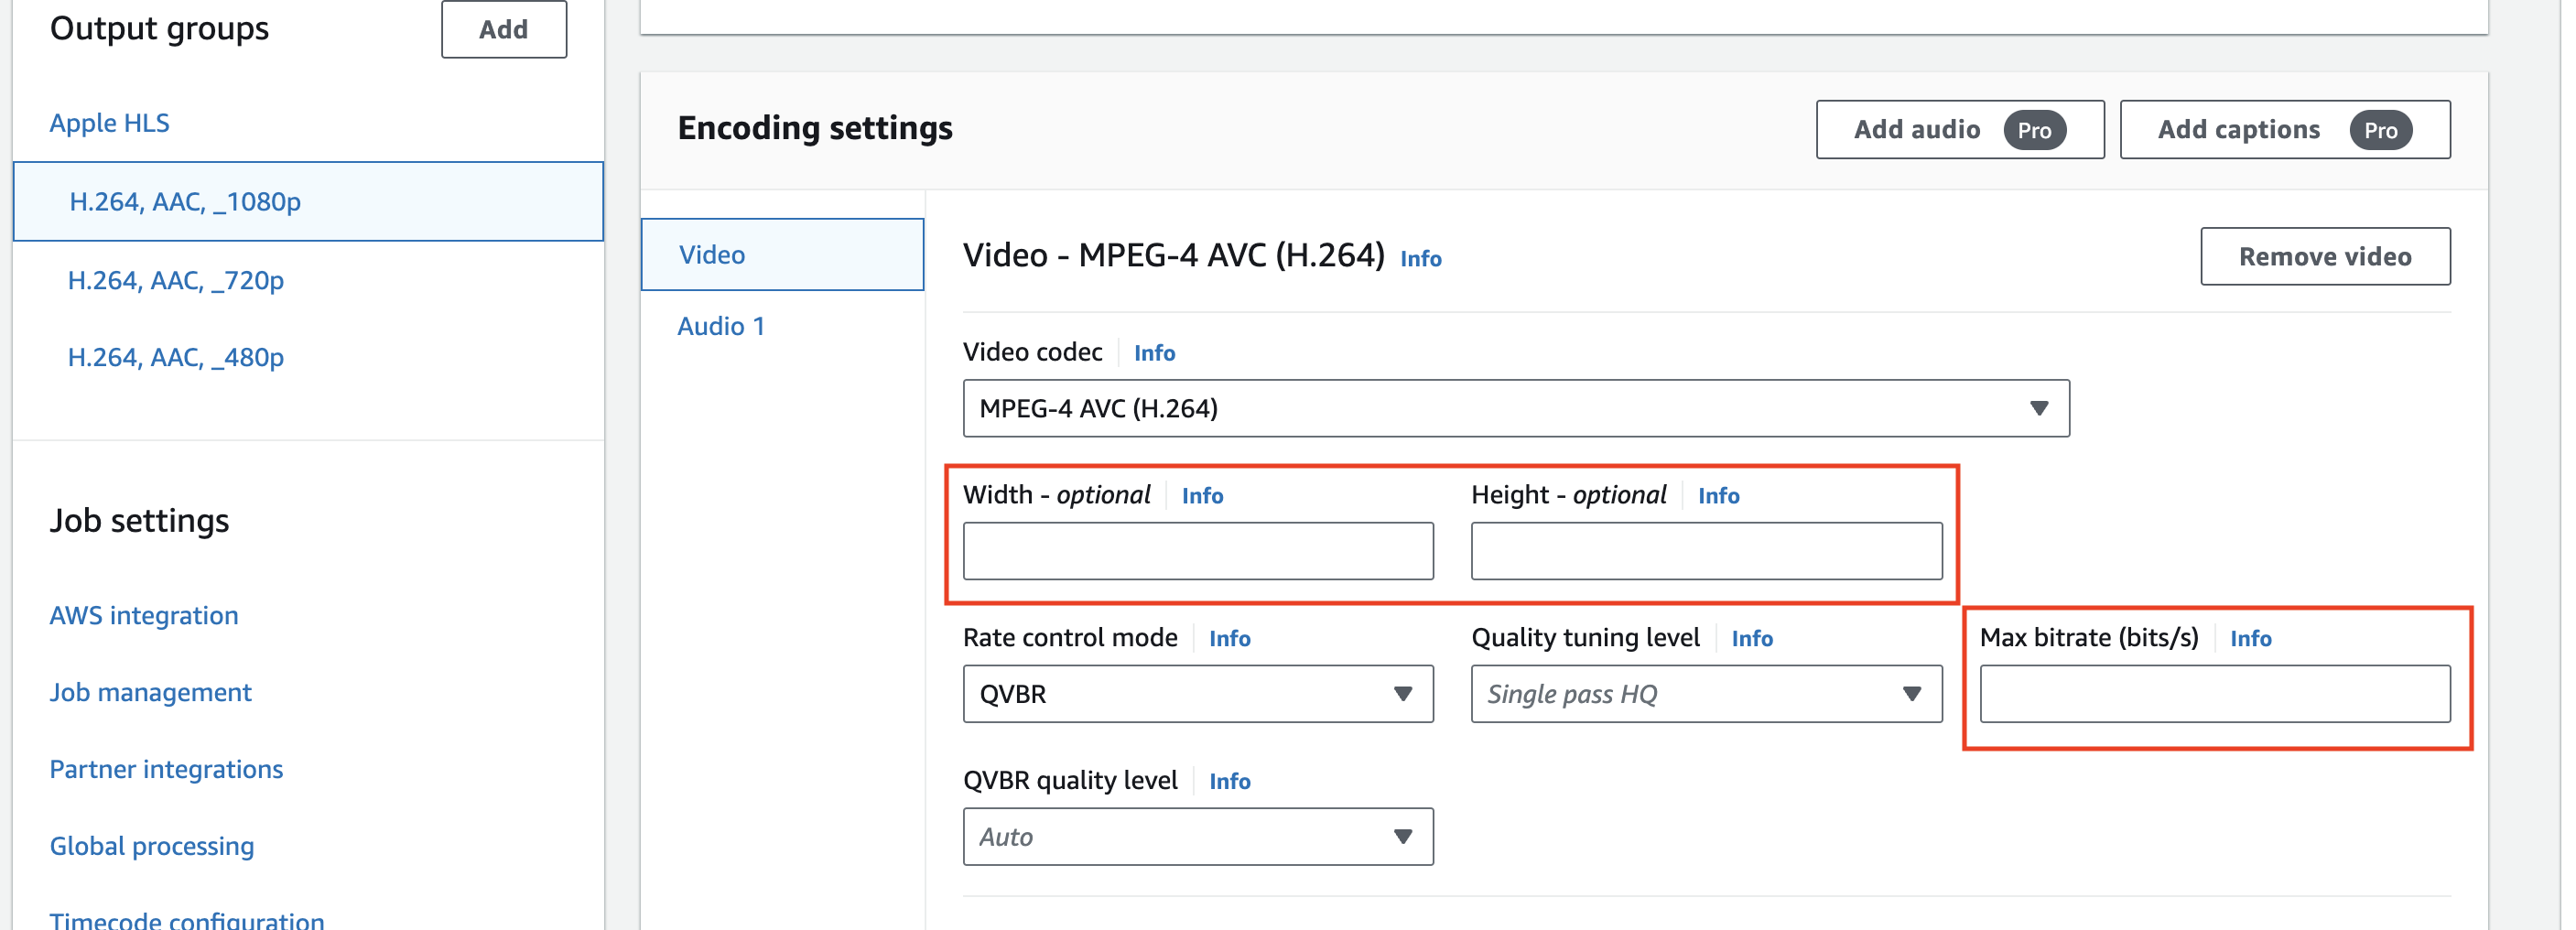 Output groups
Add
Apple HLS
H.264, AAC, _1080p
H.264, AAC, _720p
H.264, AAC, _480p
Job settings
AWS integration
Job management
Partner integrations
Global processing
Timecode configuration
Encoding settings
Add audio Pro
Add captions Pro
Video
Audio 1
Video - MPEG-4 AVC (H.264) Info
Remove video
Video codec Info
MPEG-4 AVC (H.264)
Width - optional Info
Height - optional Info
Rate control mode Info
Quality tuning level Info
Max bitrate (bits/s) Info
QVBR
Single pass HQ
QVBR quality level Info
Auto